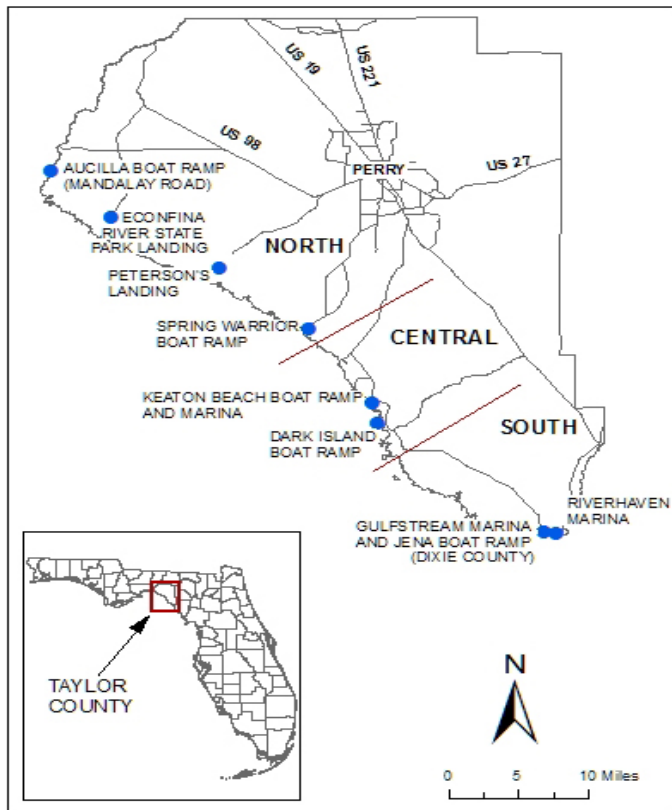 US 19
US 221
US 98
PERRY
US 27
AUCILLA BOAT RAMP
(MANDALAY ROAD)
ECONFINA
RIVER STATE
PARK LANDING
NORTH
PETERSON'S
LANDING
SPRING WARRIOR
BOAT RAMP
CENTRAL
KEATON BEACH BOAT RAMP
AND MARINA
DARK ISLAND
BOAT RAMP
SOUTH
RIVERHAVEN
MARINA
GULFSTREAM MARINA
AND JENA BOAT RAMP
(DIXIE COUNTY)
TAYLOR
COUNTY
N
0 5 10 Miles